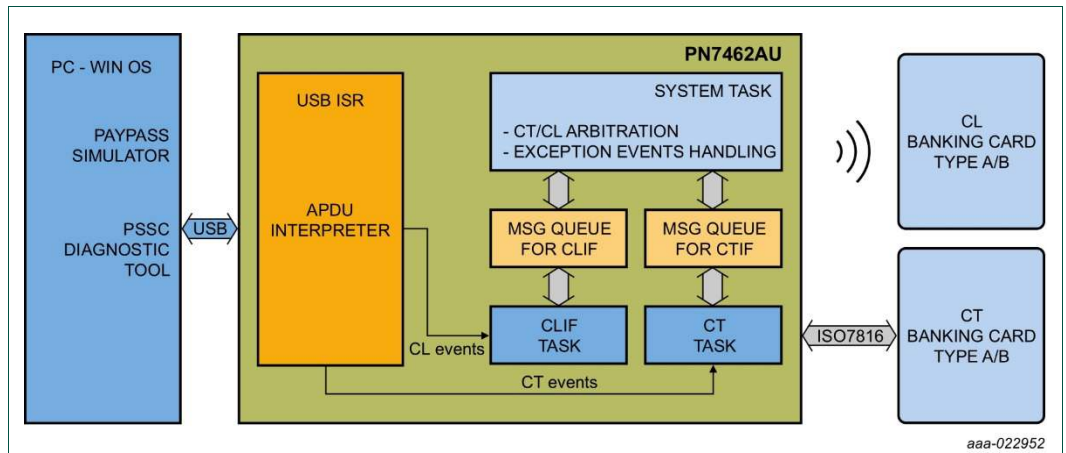 PC - WIN OS
PAYPASS
SIMULATOR
PSSC
DIAGNOSTIC
TOOL
USB
PN7462AU
USB ISR
APDU
INTERPRETER
SYSTEM TASK
- CT/CL ARBITRATION
- EXCEPTION EVENTS HANDLING
MSG QUEUE
FOR CLIF
MSG QUEUE
FOR CTIF
CLIF
TASK
CT
TASK
CL events
CT events
CL
BANKING CARD
TYPE A/B
ISO7816
CT
BANKING CARD
TYPE A/B
aaa-022952